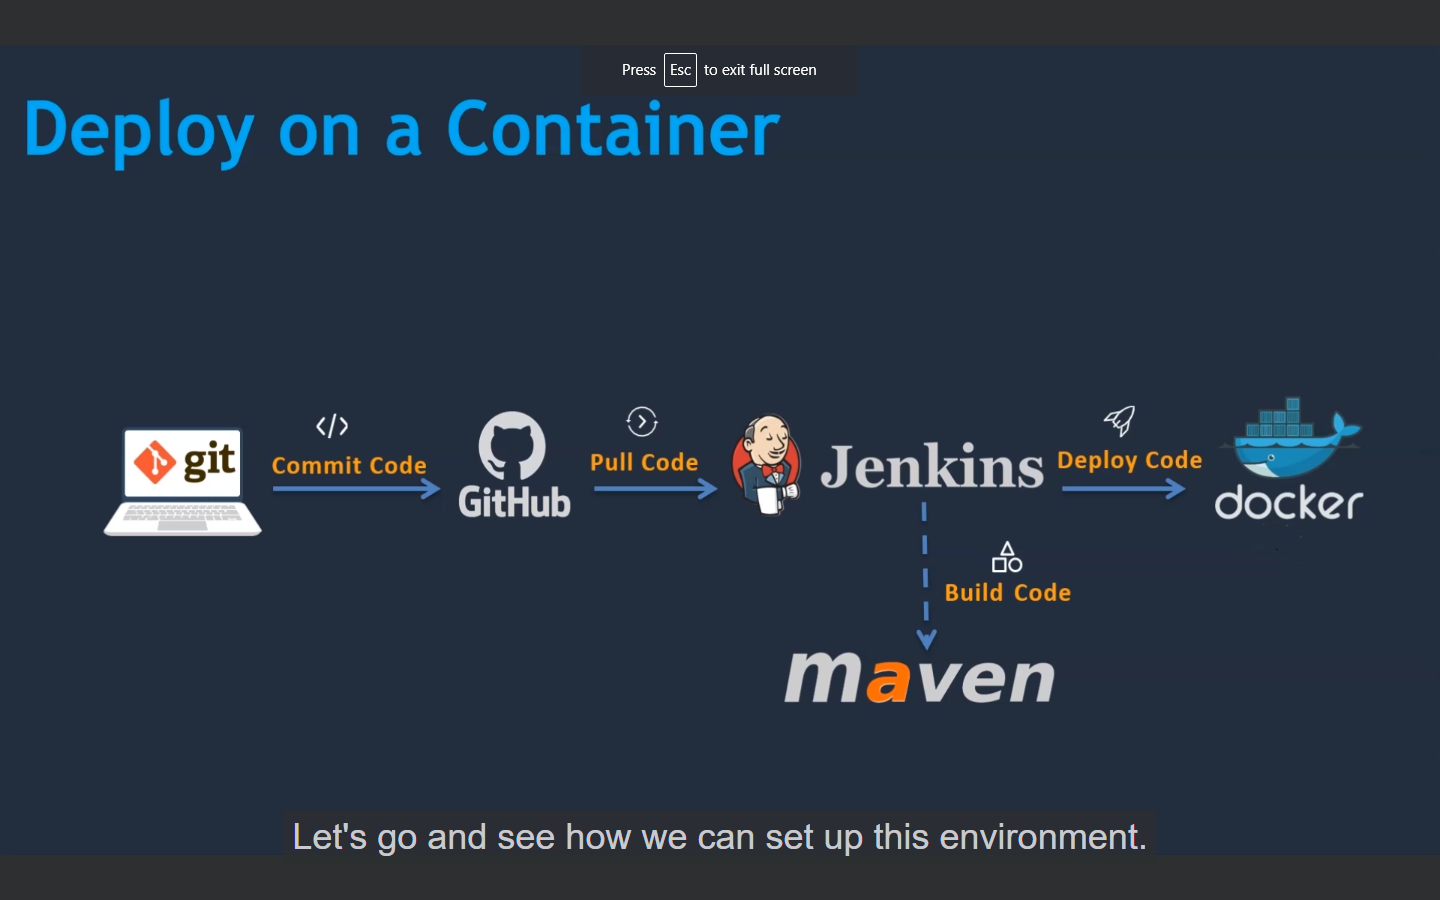 Press Esc to exit full screen
Deploy on a Container
git
</>
Commit Code
GitHub
Pull Code
Jenkins
Deploy Code
docker
Build Code
maven
Let's go and see how we can set up this environment.